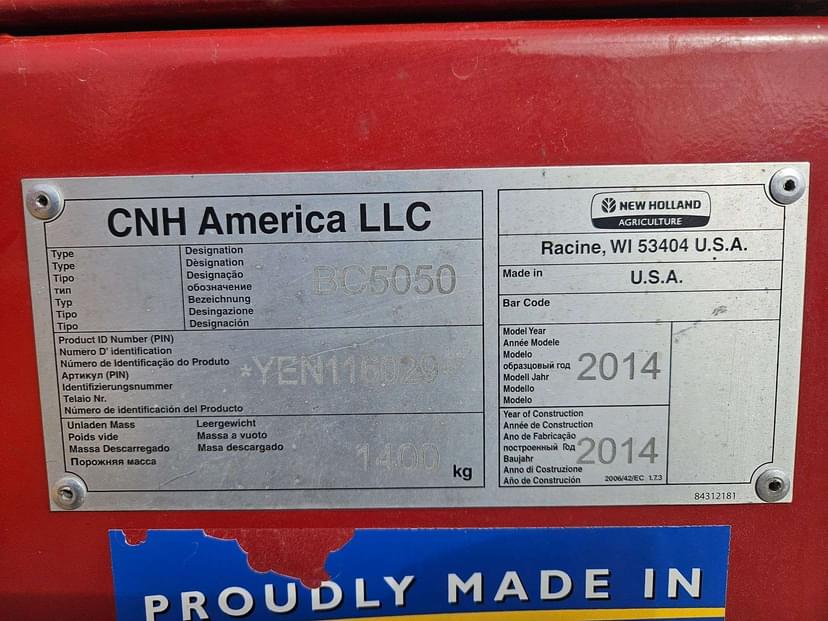 CNH America LLC
Type
Type
Tipo
тип
Typ
Tipo
Tipo
Designation
Dèsignation
Designação
обозначение
Bezeichnung
Desingazione
Designación
BC5050
Product ID Number (PIN)
Numero D' identification
Número de Identificação do Produto
Артикул (PIN)
Identifizierungsnummer
Telaio Nr.
Número de identificación del Producto
*YEN116029*
Unladen Mass
Poids vide
Massa Descarregado
Порожняя масса
Leergewicht
Massa a vuoto
Masa descargado
1400 kg
NEW HOLLAND
AGRICULTURE
Racine, WI 53404 U.S.A.
Made in U.S.A.
Bar Code
Model Year
Année Modele
Modelo
образцовый год
Modell Jahr
Modello
Modelo
2014
Year of Construction
Année de Construction
Ano de Fabricação
построенный Год
Baujahr
Anno di Costruzione
Año de Construción
2014
2006/42/EC 1.7.3
84312181
PROUDLY MADE IN